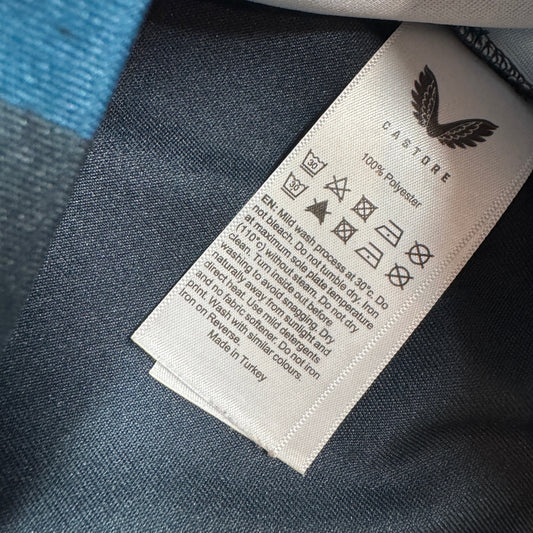 CASTORE
100% Polyester
30
30
EN: Mild wash process at 30°c. Do
not bleach. Do not tumble dry. Iron
at maximum sole plate temperature
(110°c) without steam. Do not dry
clean. Turn inside out before
washing to avoid snagging. Dry
naturally away from sunlight and
direct heat. Use mild detergents
and no fabric softener. Do not iron
print. Wash with similar colours.
Iron on Reverse.
Made in Turkey